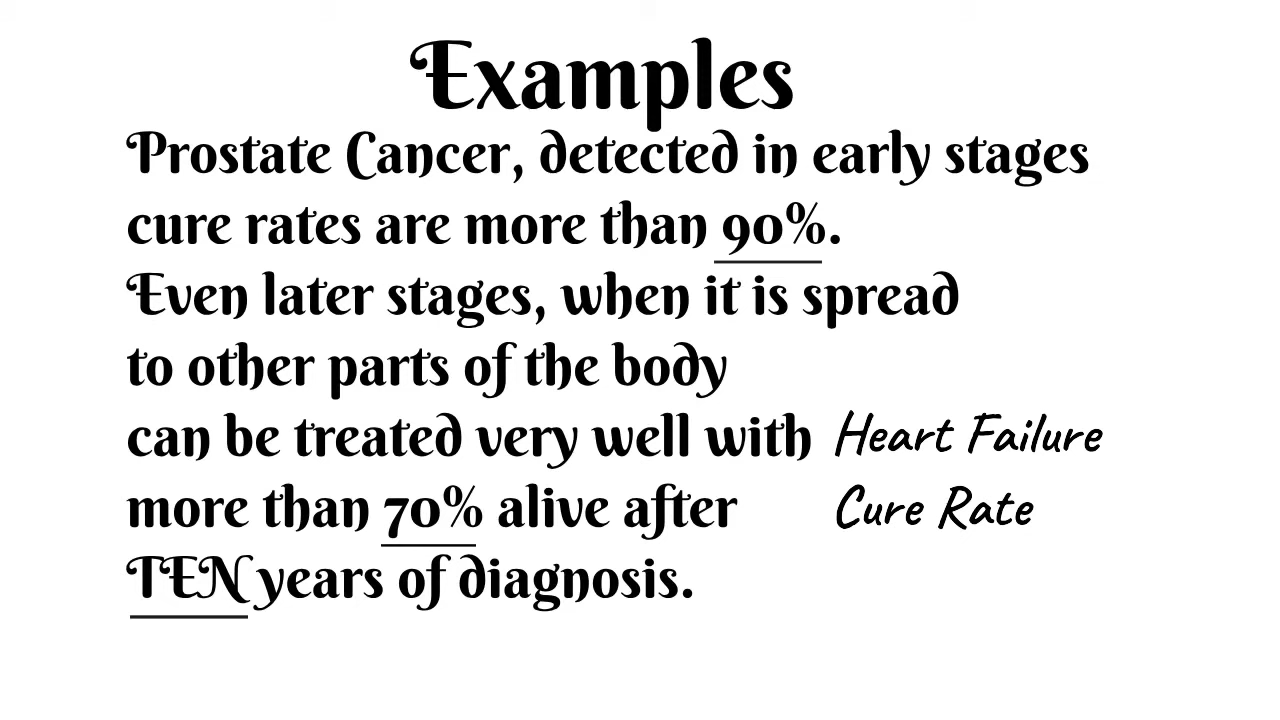 Examples
Prostate Cancer, detected in early stages
cure rates are more than 90%.
Even later stages, when it is spread
to other parts of the body
can be treated very well with
more than 70% alive after
TEN years of diagnosis.
Heart Failure
Cure Rate